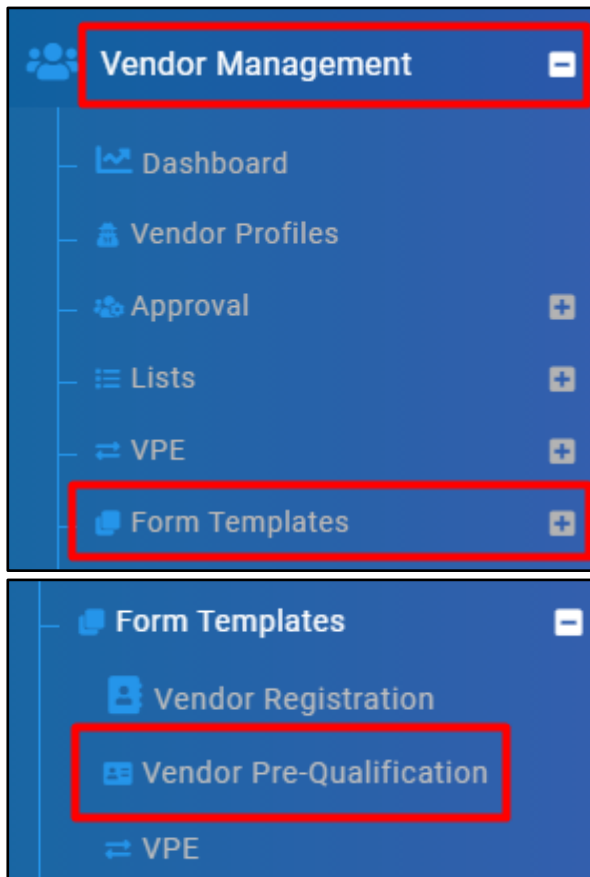 Vendor Management
Dashboard
Vendor Profiles
Approval
Lists
VPE
Form Templates
Form Templates
Vendor Registration
Vendor Pre-Qualification
VPE